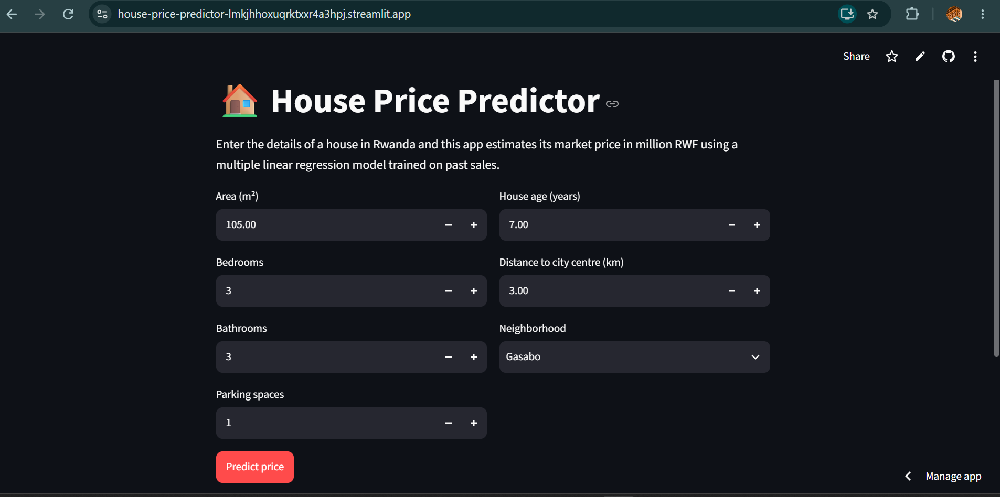 house-price-predictor-lmkjhhoxuqrktxxr4a3hpj.streamlit.app
Share
House Price Predictor
Enter the details of a house in Rwanda and this app estimates its market price in million RWF using a
multiple linear regression model trained on past sales.
Area (m²)
105.00
House age (years)
7.00
Bedrooms
3
Distance to city centre (km)
3.00
Bathrooms
3
Neighborhood
Gasabo
Parking spaces
1
Predict price
Manage app